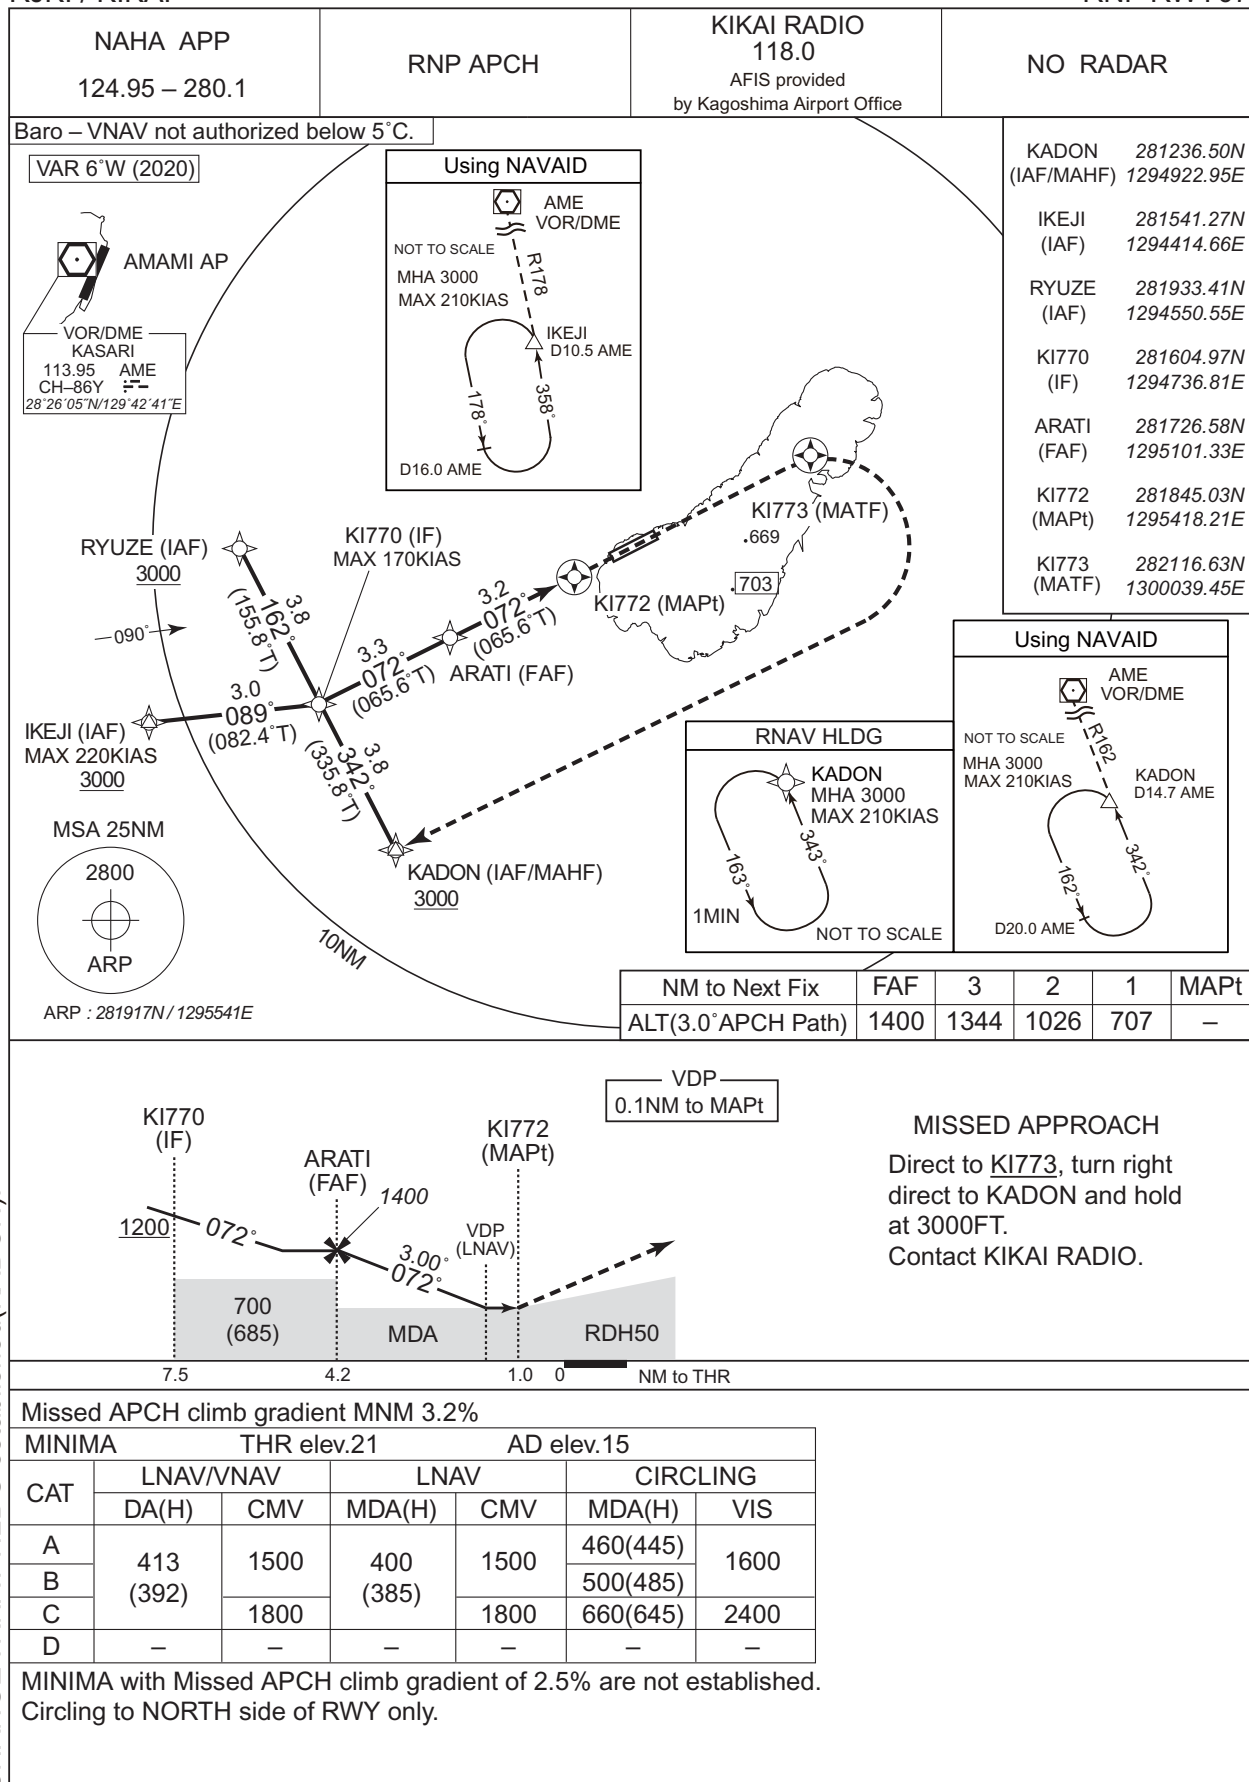 NAHA APP
124.95 – 280.1
RNP APCH
KIKAI RADIO
118.0
AFIS provided
by Kagoshima Airport Office
NO RADAR
Baro – VNAV not authorized below 5˚C.
VAR 6˚W (2020)
AMAMI AP
VOR/DME
KASARI
113.95 AME
CH–86Y
28˚26´05˝N/129˚42´41˝E
Using NAVAID
AME
VOR/DME
NOT TO SCALE
MHA 3000
MAX 210KIAS
R178
IKEJI
D10.5 AME
178˚
358˚
D16.0 AME
KADON 281236.50N
(IAF/MAHF) 1294922.95E
IKEJI 281541.27N
(IAF) 1294414.66E
RYUZE 281933.41N
(IAF) 1294550.55E
KI770 281604.97N
(IF) 1294736.81E
ARATI 281726.58N
(FAF) 1295101.33E
KI772 281845.03N
(MAPt) 1295418.21E
KI773 282116.63N
(MATF) 1300039.45E
RYUZE (IAF)
3000
KI770 (IF)
MAX 170KIAS
KI773 (MATF)
669
703
KI772 (MAPt)
3.8
162˚
(155.8˚T)
3.2
072˚
(065.6˚T)
ARATI (FAF)
3.3
072˚
(065.6˚T)
090˚
3.0
089˚
(082.4˚T)
IKEJI (IAF)
MAX 220KIAS
3000
3.8
342˚
(335.8˚T)
KADON (IAF/MAHF)
3000
10NM
MSA 25NM
2800
ARP
ARP : 281917N / 1295541E
RNAV HLDG
KADON
MHA 3000
MAX 210KIAS
163˚
343˚
1MIN
NOT TO SCALE
Using NAVAID
AME
VOR/DME
NOT TO SCALE
MHA 3000
MAX 210KIAS
R162
KADON
D14.7 AME
162˚
342˚
D20.0 AME
NM to Next Fix FAF 3 2 1 MAPt
ALT(3.0˚APCH Path) 1400 1344 1026 707 –
VDP
0.1NM to MAPt
KI770
(IF)
ARATI
(FAF)
1400
KI772
(MAPt)
1200
072˚
3.00˚
072˚
VDP
(LNAV)
700
(685)
MDA
RDH50
7.5 4.2 1.0 0 NM to THR
MISSED APPROACH
Direct to KI773, turn right
direct to KADON and hold
at 3000FT.
Contact KIKAI RADIO.
Missed APCH climb gradient MNM 3.2%
MINIMA THR elev.21 AD elev.15
CAT LNAV/VNAV LNAV CIRCLING
DA(H) CMV MDA(H) CMV MDA(H) VIS
A 413 (392) 1500 400 (385) 1500 460(445) 1600
B 500(485)
C 1800 1800 660(645) 2400
D – – – – – –
MINIMA with Missed APCH climb gradient of 2.5% are not established.
Circling to NORTH side of RWY only.